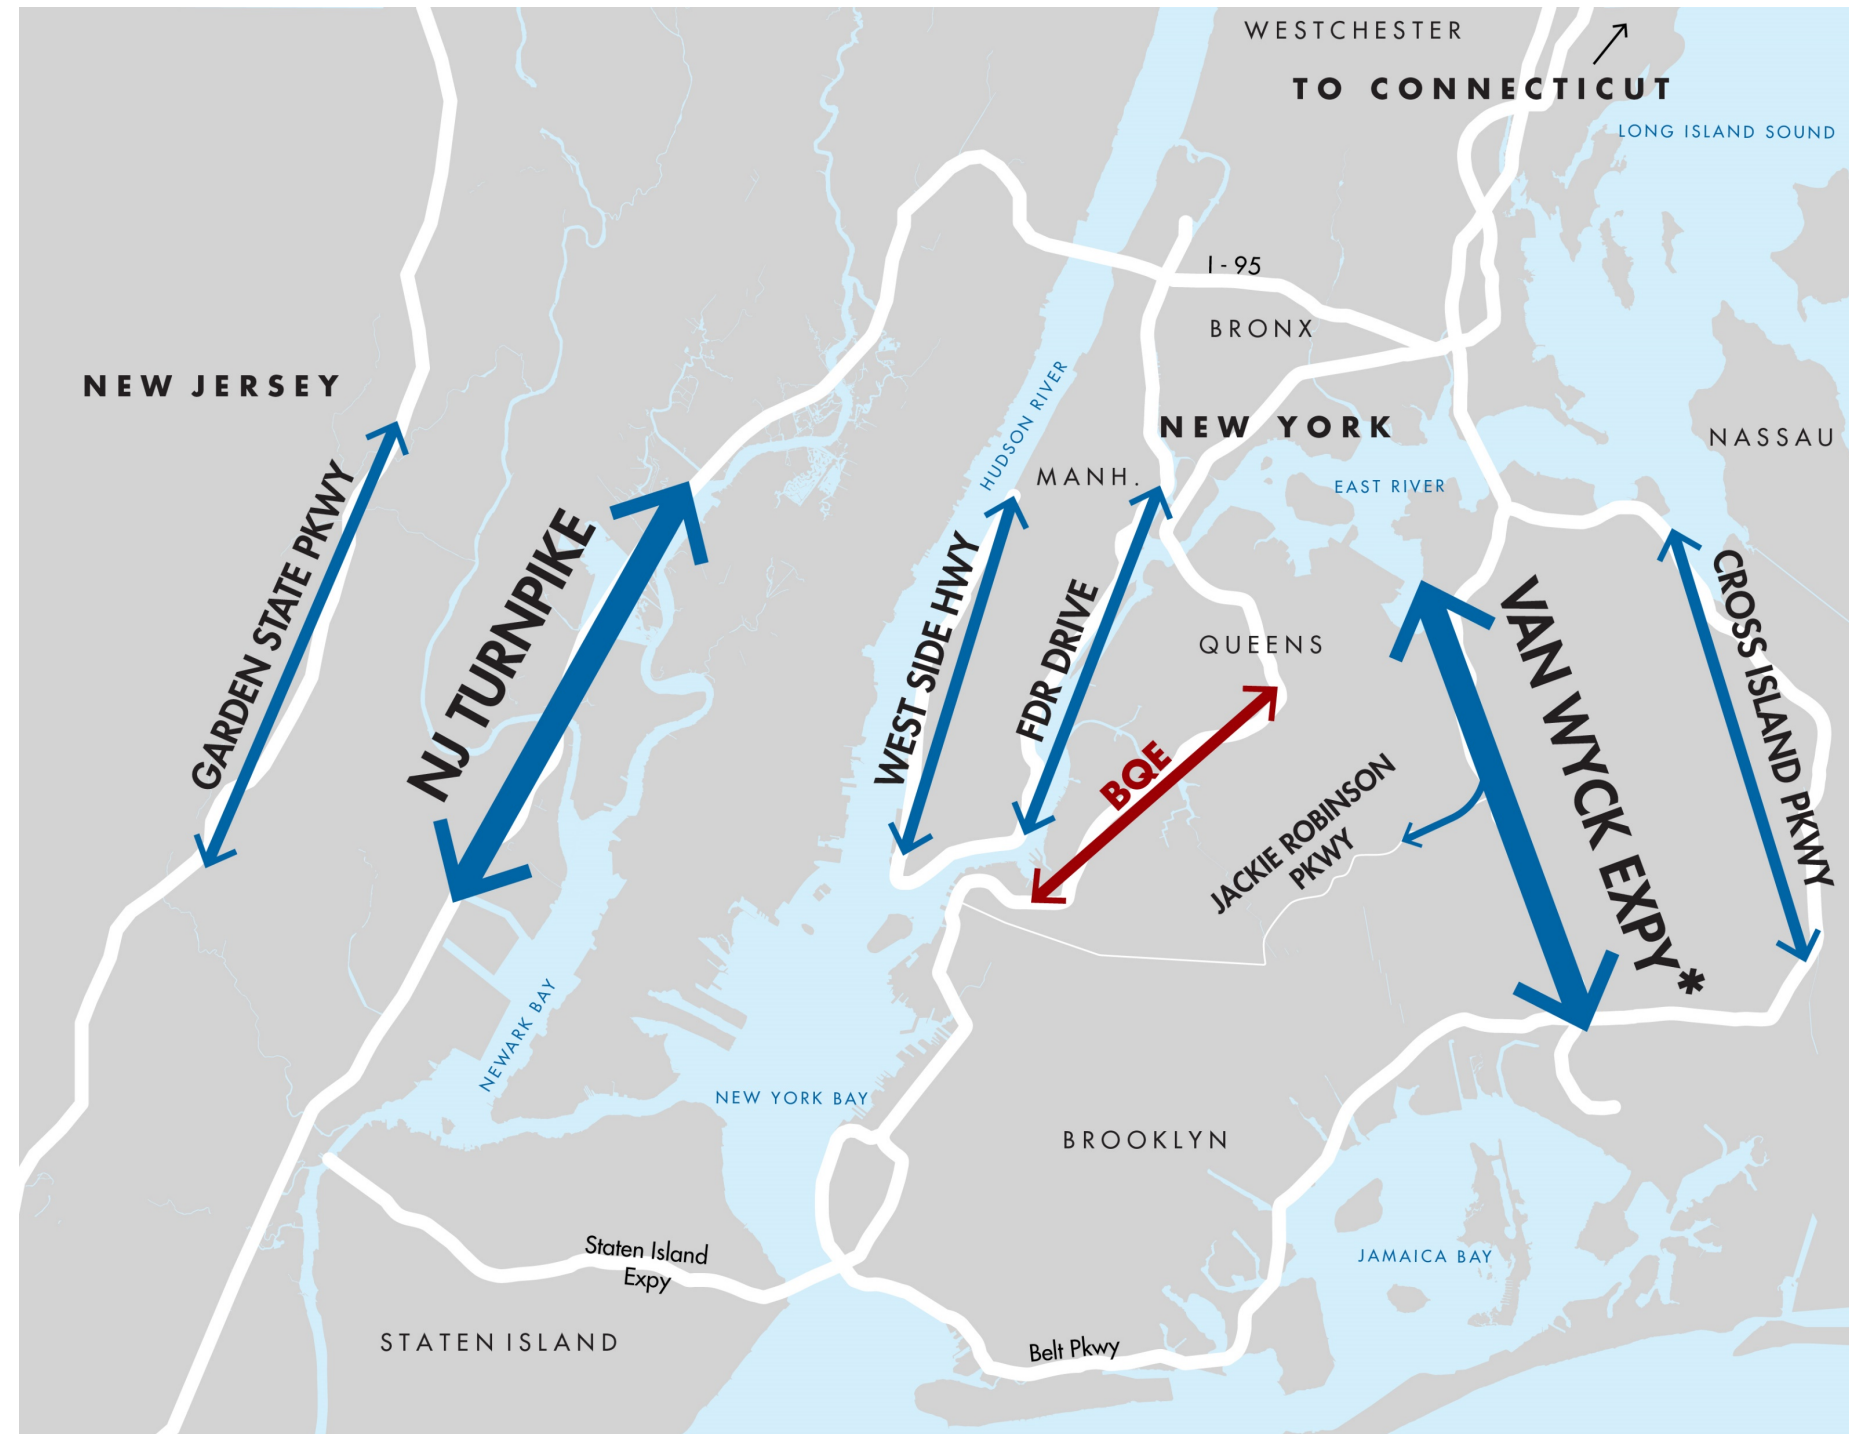 WESTCHESTER
TO CONNECTICUT
LONG ISLAND SOUND
I - 95
BRONX
NEW JERSEY
HUDSON RIVER
NEW YORK
NASSAU
MANH.
EAST RIVER
GARDEN STATE PKWY
NJ TURNPIKE
WEST SIDE HWY
FDR DRIVE
QUEENS
BQE
JACKIE ROBINSON
PKWY
VAN WYCK EXPY*
CROSS ISLAND PKWY
NEWARK BAY
NEW YORK BAY
BROOKLYN
Staten Island
Expy
JAMAICA BAY
STATEN ISLAND
Belt Pkwy